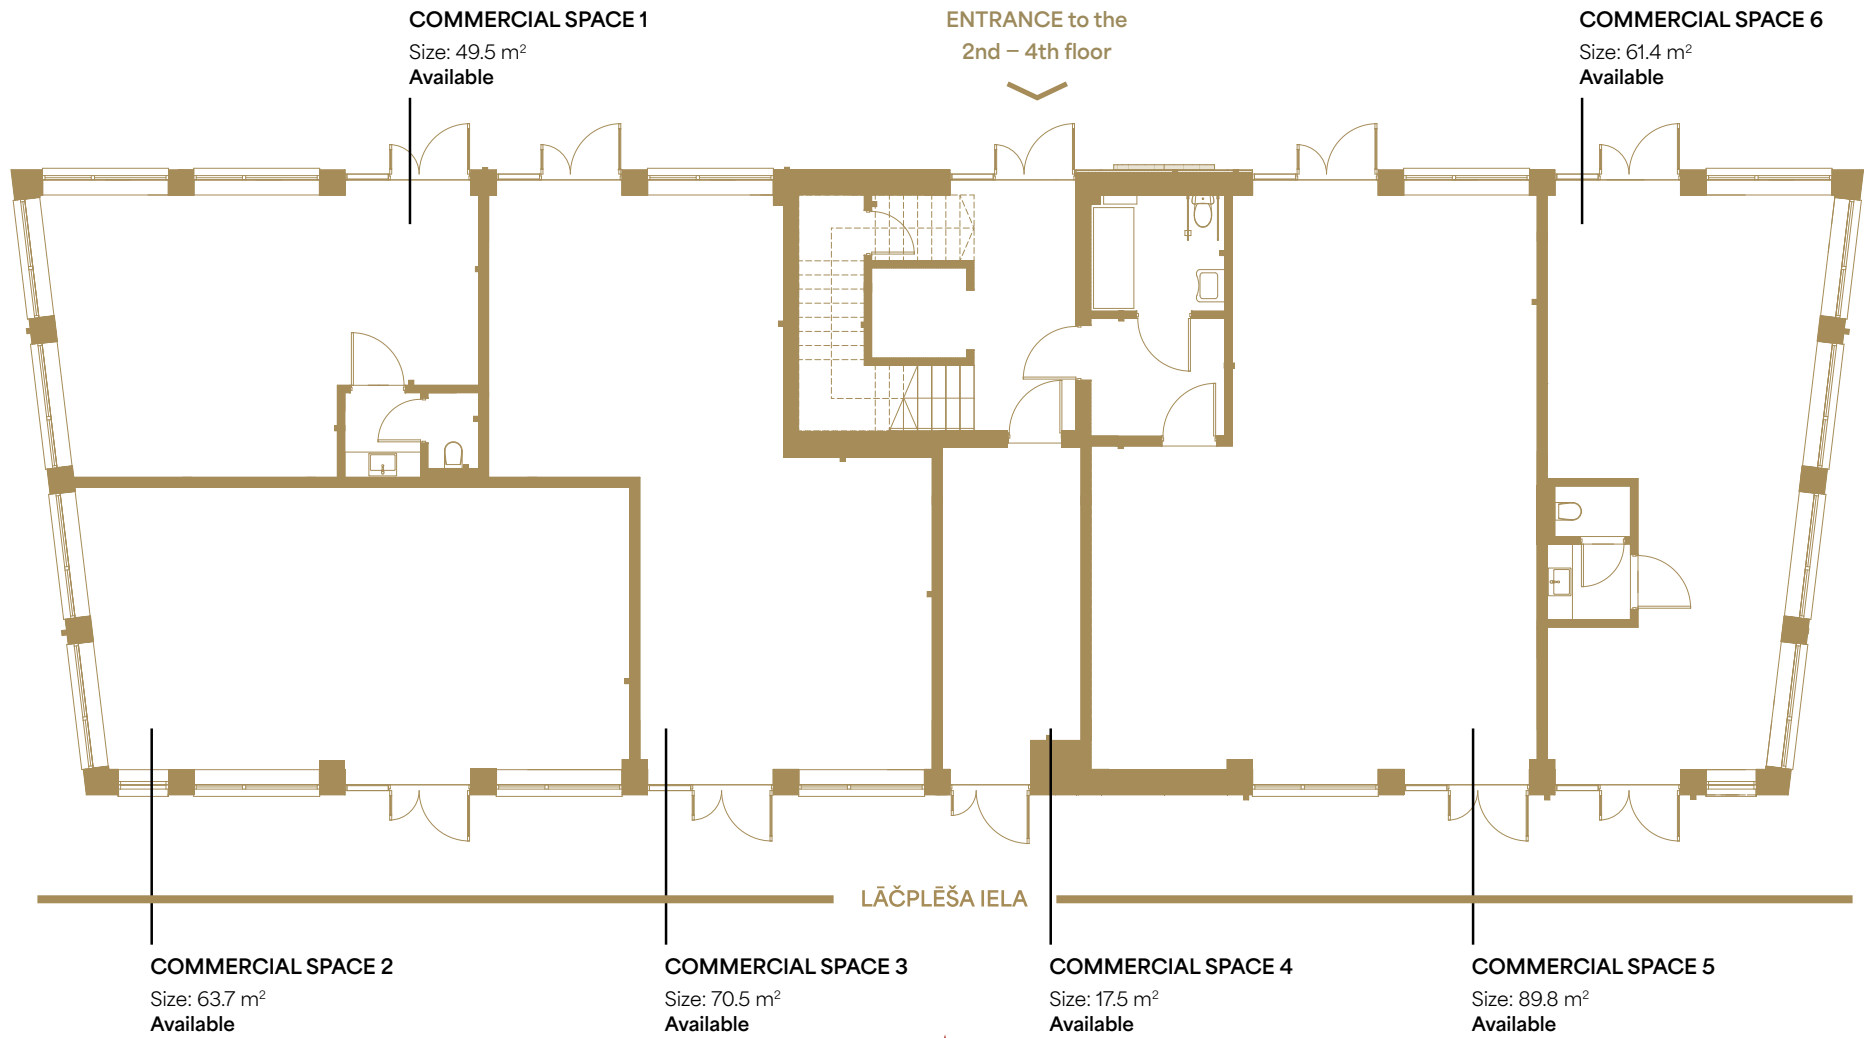 COMMERCIAL SPACE 1
Size: 49.5 m²
Available
ENTRANCE to the
2nd – 4th floor
COMMERCIAL SPACE 6
Size: 61.4 m²
Available
LĀČPLĒŠA IELA
COMMERCIAL SPACE 2
Size: 63.7 m²
Available
COMMERCIAL SPACE 3
Size: 70.5 m²
Available
COMMERCIAL SPACE 4
Size: 17.5 m²
Available
COMMERCIAL SPACE 5
Size: 89.8 m²
Available